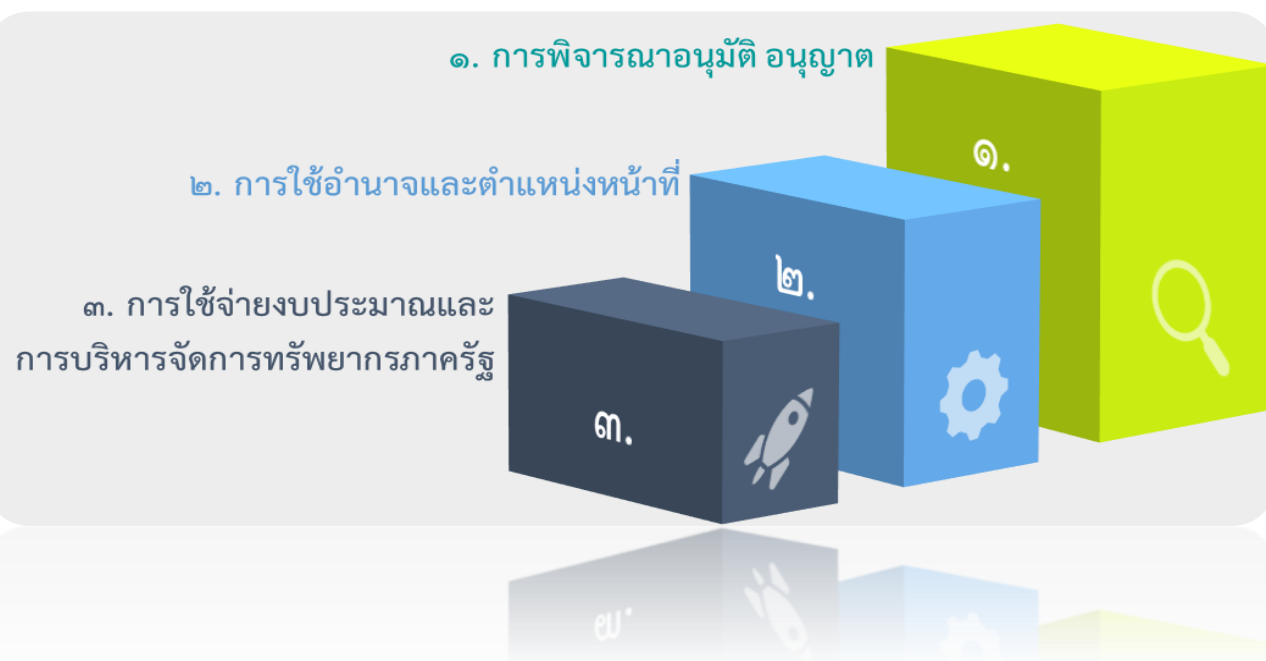 ๑. การพิจารณาอนุมัติ อนุญาต
๑.
๒. การใช้อำนาจและตำแหน่งหน้าที่
๒.
๓. การใช้จ่ายงบประมาณและ
การบริหารจัดการทรัพยากรภาครัฐ
๓.